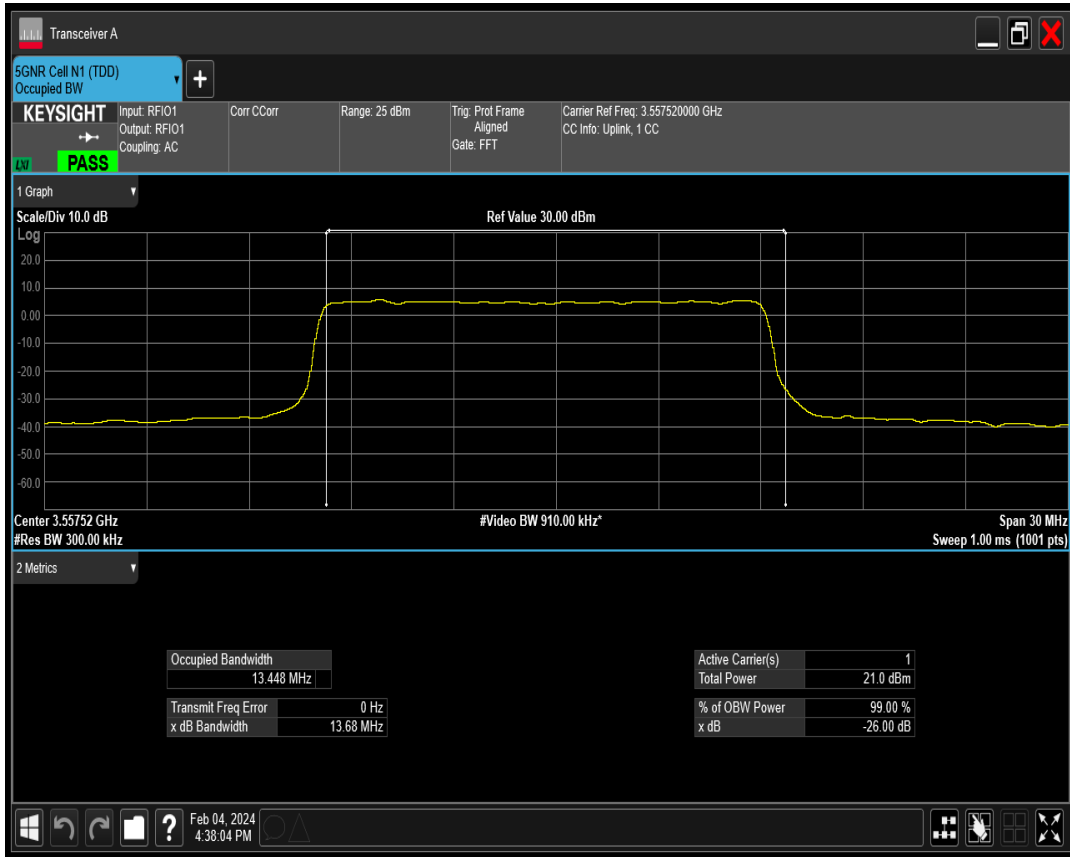 Transceiver A
5GNR Cell N1 (TDD)
Occupied BW
KEYSIGHT
LXI
PASS
Input: RFIO1
Output: RFIO1
Coupling: AC
Corr CCorr
Range: 25 dBm
Trig: Prot Frame
Aligned
Gate: FFT
Carrier Ref Freq: 3.557520000 GHz
CC Info: Uplink, 1 CC
1 Graph
Scale/Div 10.0 dB
Ref Value 30.00 dBm
Log
20.0
10.0
0.00
-10.0
-20.0
-30.0
-40.0
-50.0
-60.0
Center 3.55752 GHz
#Video BW 910.00 kHz*
Span 30 MHz
#Res BW 300.00 kHz
Sweep 1.00 ms (1001 pts)
2 Metrics
Occupied Bandwidth
13.448 MHz
Transmit Freq Error 0 Hz
x dB Bandwidth 13.68 MHz
Active Carrier(s) 1
Total Power 21.0 dBm
% of OBW Power 99.00 %
x dB -26.00 dB
?
Feb 04, 2024
4:38:04 PM